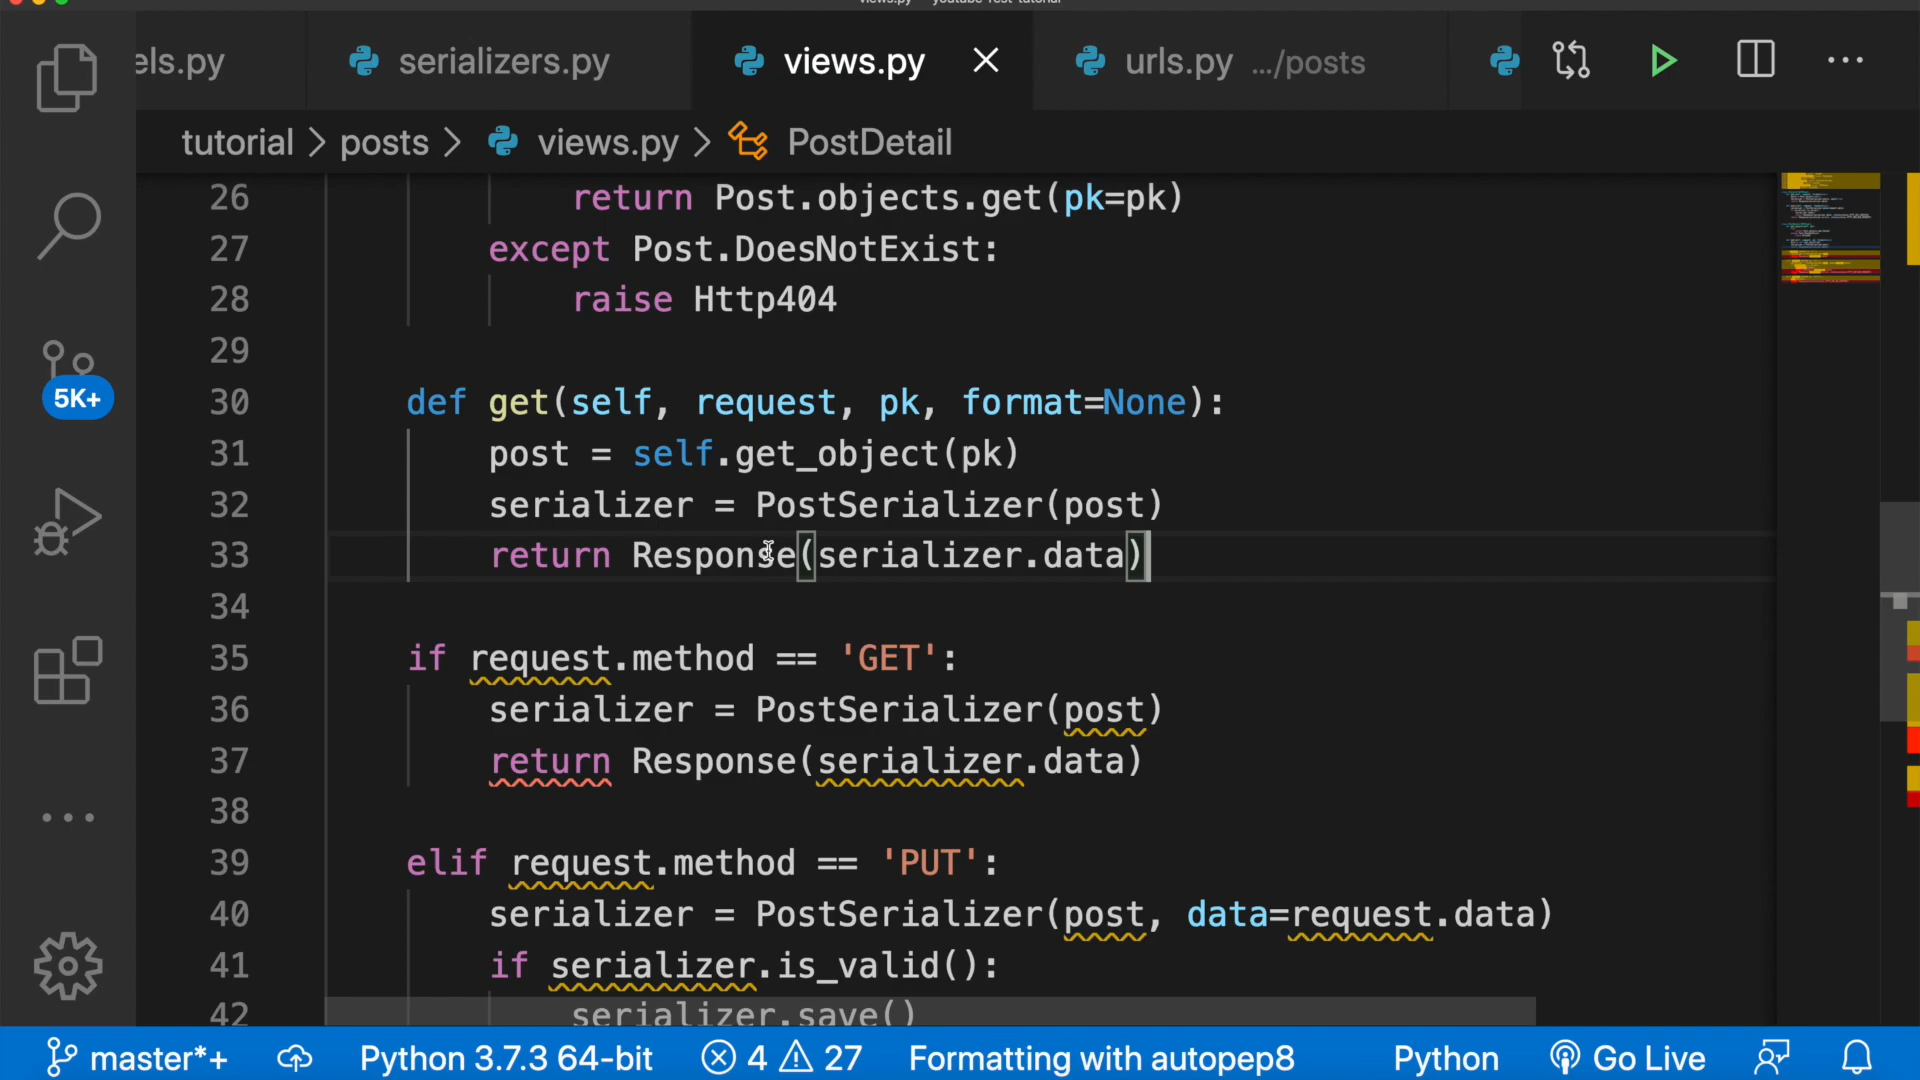 els.py serializers.py views.py urls.py .../posts
tutorial > posts > views.py > PostDetail
26 return Post.objects.get(pk=pk)
27 except Post.DoesNotExist:
28 raise Http404
29
30 def get(self, request, pk, format=None):
31 post = self.get_object(pk)
32 serializer = PostSerializer(post)
33 return Response(serializer.data)
34
35 if request.method == 'GET':
36 serializer = PostSerializer(post)
37 return Response(serializer.data)
38
39 elif request.method == 'PUT':
40 serializer = PostSerializer(post, data=request.data)
41 if serializer.is_valid():
42 serializer.save()
5K+
master*+ Python 3.7.3 64-bit 4 27 Formatting with autopep8 Python Go Live